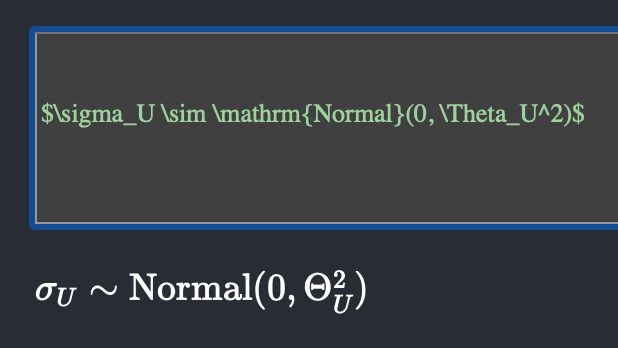 $\sigma_U \sim \mathrm{Normal}(0, \Theta_U^2)$
σ_U ∼ Normal(0, Θ_U^2)